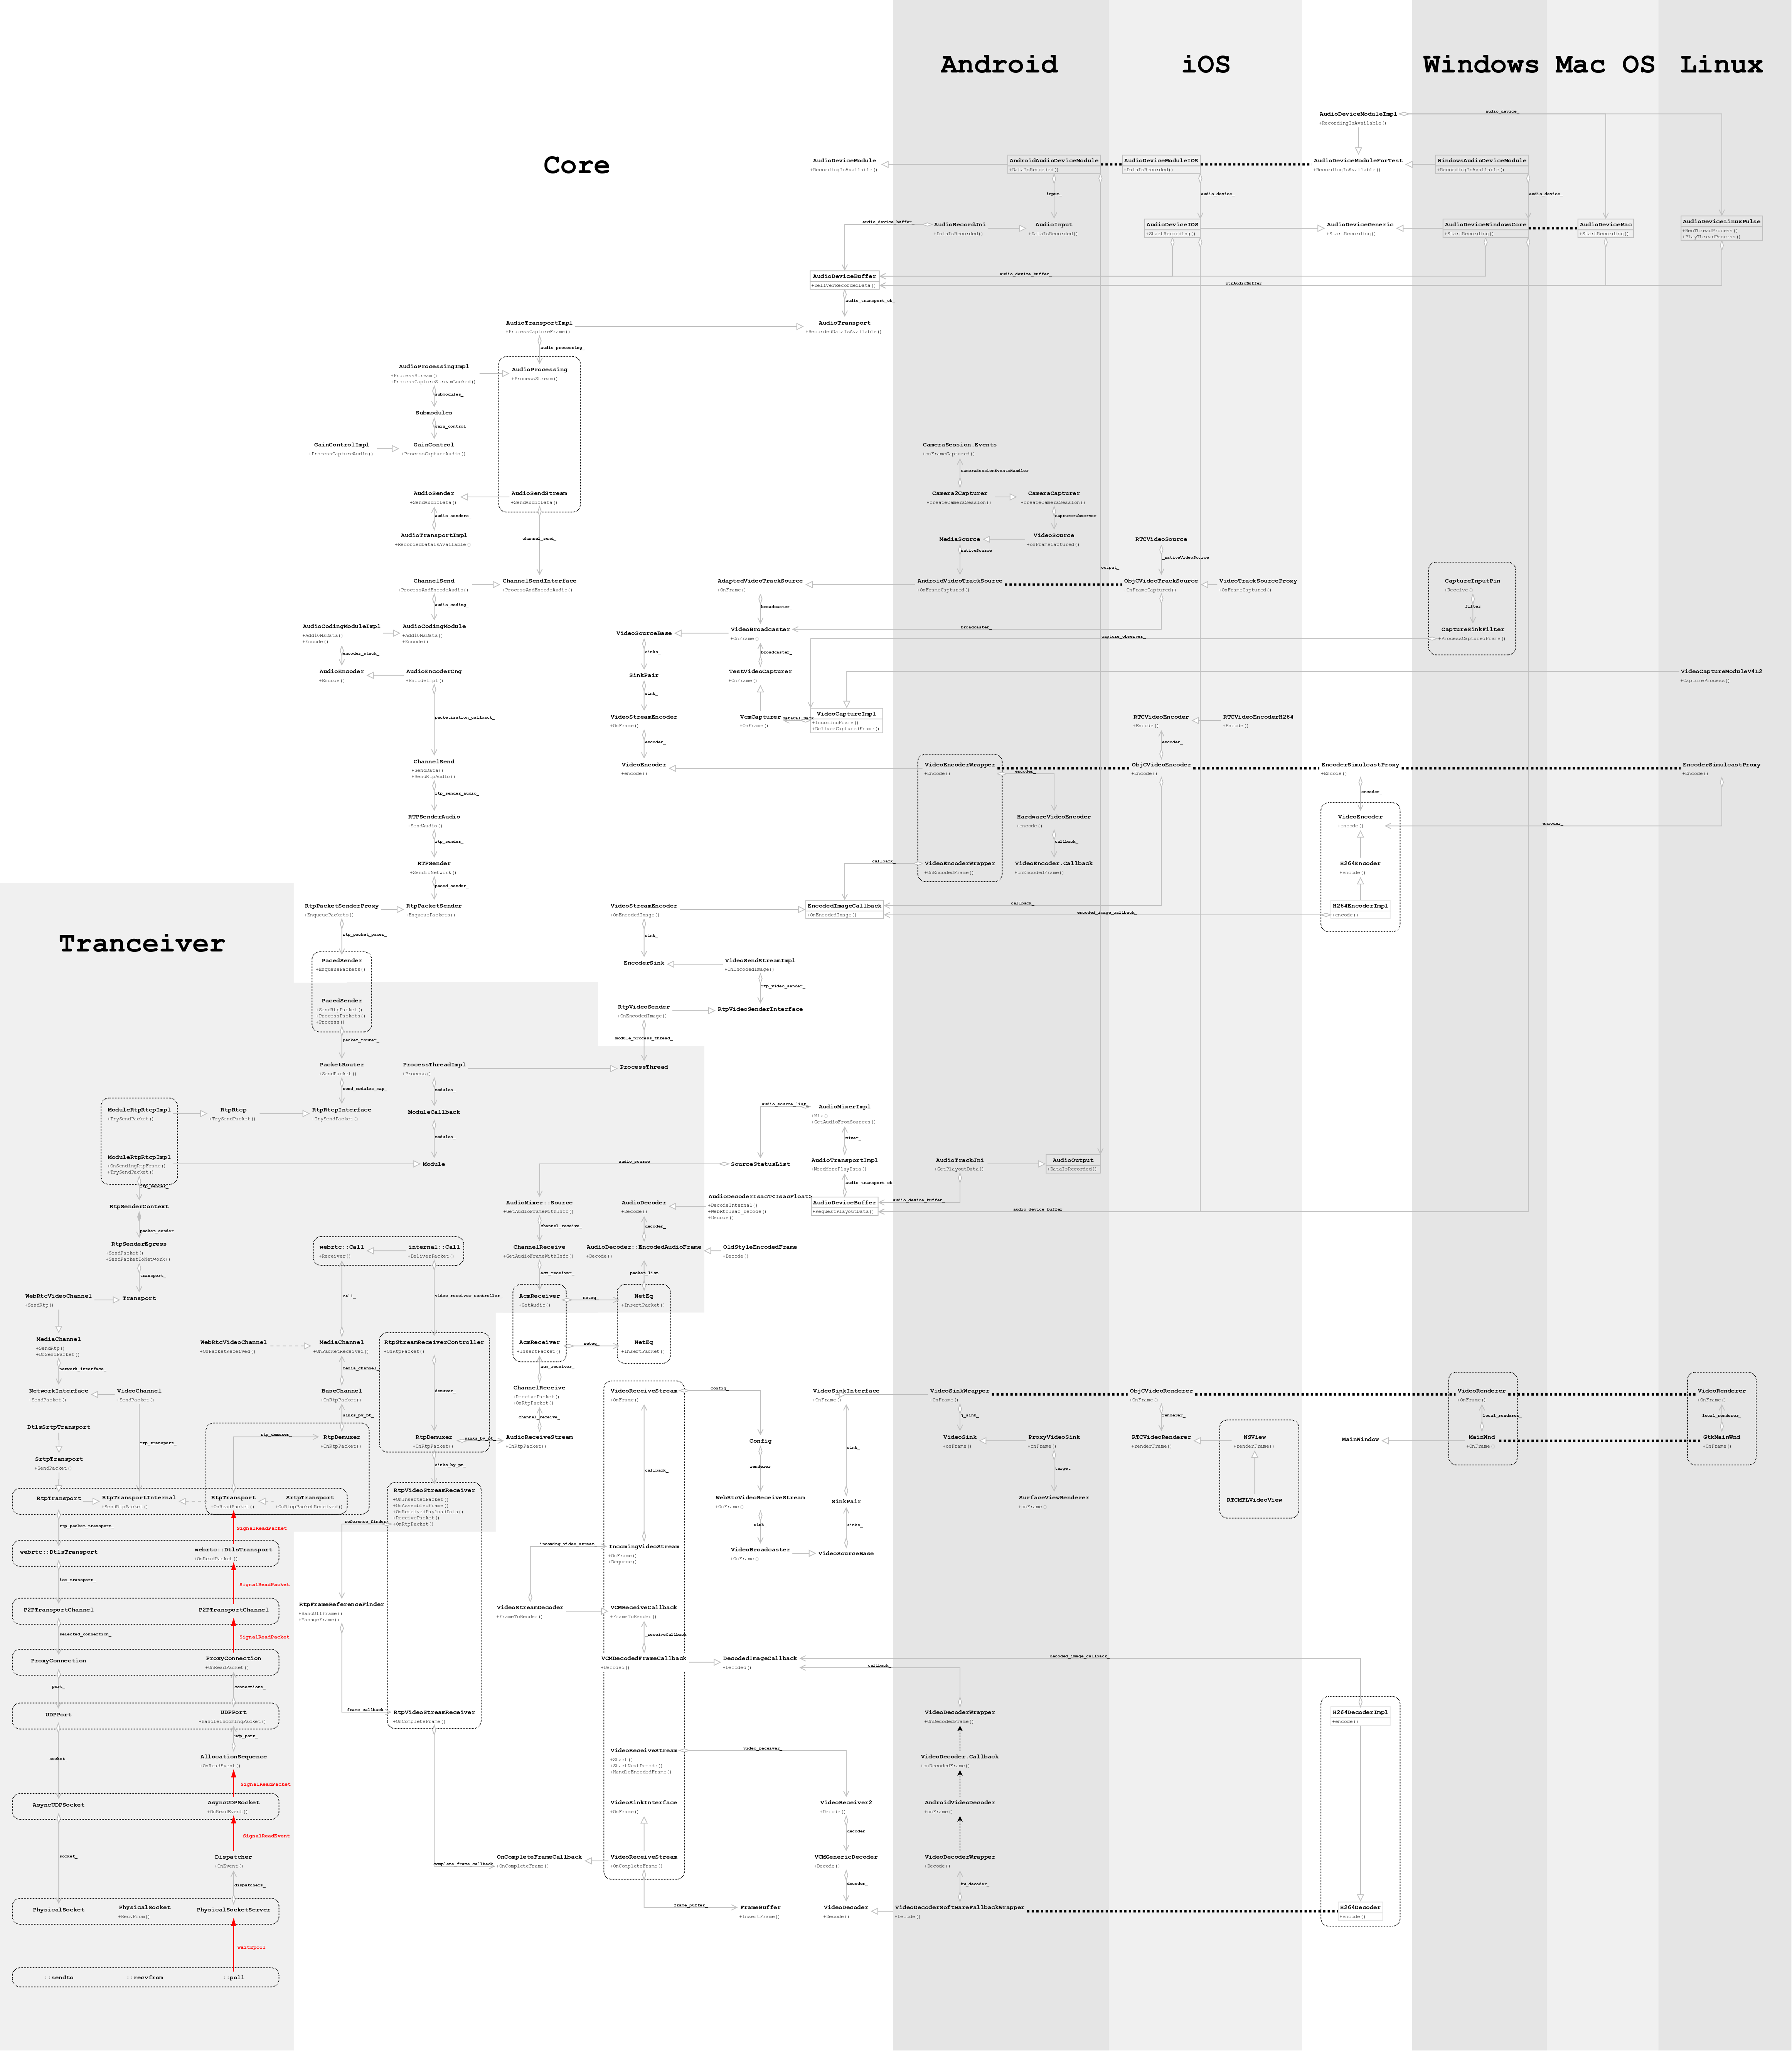 Android
iOS
Windows
Mac OS
Linux
Core
Tranceiver
AudioDeviceModuleImpl
+RecordingIsAvailable()
audio_device_
AudioDeviceModule
+RecordingIsAvailable()
AndroidAudioDeviceModule
+DataIsRecorded()
AudioDeviceModuleIOS
+DataIsRecorded()
AudioDeviceModuleForTest
+RecordingIsAvailable()
WindowsAudioDeviceModule
+RecordingIsAvailable()
input_
audio_device_
audio_device_
audio_device_buffer_
AudioRecordJni
+DataIsRecorded()
AudioInput
+DataIsRecorded()
AudioDeviceIOS
+StartRecording()
AudioDeviceGeneric
+StartRecording()
AudioDeviceWindowsCore
+StartRecording()
AudioDeviceMac
+StartRecording()
AudioDeviceLinuxPulse
+RecThreadProcess()
+PlayThreadProcess()
AudioDeviceBuffer
+DeliverRecordedData()
audio_device_buffer_
ptrAudioBuffer
audio_transport_cb_
AudioTransportImpl
+ProcessCaptureFrame()
AudioTransport
+RecordedDataIsAvailable()
audio_processing_
AudioProcessingImpl
+ProcessStream()
+ProcessCaptureStreamLocked()
AudioProcessing
+ProcessStream()
submodules_
Submodules
gain_control
GainControlImpl
+ProcessCaptureAudio()
GainControl
+ProcessCaptureAudio()
CameraSession.Events
+onFrameCaptured()
cameraSessionEventsHandler
AudioSender
+SendAudioData()
AudioSendStream
+SendAudioData()
Camera2Capturer
+createCameraSession()
CameraCapturer
+createCameraSession()
audio_senders_
capturerObserver
AudioTransportImpl
+RecordedDataIsAvailable()
channel_send_
MediaSource
VideoSource
+onFrameCaptured()
RTCVideoSource
nativeSource
_nativeVideoSource
output_
ChannelSend
+ProcessAndEncodeAudio()
ChannelSendInterface
+ProcessAndEncodeAudio()
AdaptedVideoTrackSource
+OnFrame()
AndroidVideoTrackSource
+OnFrameCaptured()
ObjCVideoTrackSource
+OnFrameCaptured()
VideoTrackSourceProxy
+OnFrameCaptured()
CaptureInputPin
+Receive()
audio_coding_
broadcaster_
filter
AudioCodingModuleImpl
+Add10MsData()
+Encode()
AudioCodingModule
+Add10MsData()
+Encode()
VideoSourceBase
VideoBroadcaster
+OnFrame()
broadcaster_
CaptureSinkFilter
+ProcessCapturedFrame()
capture_observer_
encoder_stack_
sinks_
broadcaster_
AudioEncoder
+Encode()
AudioEncoderCng
+EncodeImpl()
SinkPair
TestVideoCapturer
+OnFrame()
VideoCaptureModuleV4L2
+CaptureProcess()
sink_
packetization_callback_
VideoStreamEncoder
+OnFrame()
VcmCapturer
+OnFrame()
dataCallBack
VideoCaptureImpl
+IncomingFrame()
+DeliverCapturedFrame()
RTCVideoEncoder
+Encode()
RTCVideoEncoderH264
+Encode()
encoder_
encoder_
ChannelSend
+SendData()
+SendRtpAudio()
VideoEncoder
+encode()
VideoEncoderWrapper
+Encode()
encoder_
ObjCVideoEncoder
+Encode()
EncoderSimulcastProxy
+Encode()
EncoderSimulcastProxy
+Encode()
rtp_sender_audio_
encoder_
RTPSenderAudio
+SendAudio()
HardwareVideoEncoder
+encode()
VideoEncoder
+encode()
encoder_
rtp_sender_
callback_
RTPSender
+SendToNetwork()
callback_
VideoEncoderWrapper
+OnEncodedFrame()
VideoEncoder.Callback
+onEncodedFrame()
H264Encoder
+encode()
paced_sender_
RtpPacketSenderProxy
+EnqueuePackets()
RtpPacketSender
+EnqueuePackets()
VideoStreamEncoder
+OnEncodedImage()
EncodedImageCallback
+OnEncodedImage()
callback_
encoded_image_callback_
H264EncoderImpl
+encode()
rtp_packet_pacer_
sink_
PacedSender
+EnqueuePackets()
EncoderSink
VideoSendStreamImpl
+OnEncodedImage()
rtp_video_sender_
PacedSender
+SendRtpPacket()
+ProcessPackets()
+Process()
RtpVideoSender
+OnEncodedImage()
RtpVideoSenderInterface
packet_router_
module_process_thread_
PacketRouter
+SendPacket()
ProcessThreadImpl
+Process()
ProcessThread
send_modules_map_
modules_
ModuleRtpRtcpImpl
+TrySendPacket()
RtpRtcp
+TrySendPacket()
RtpRtcpInterface
+TrySendPacket()
ModuleCallback
audio_source_list_
AudioMixerImpl
+Mix()
+GetAudioFromSources()
modules_
mixer_
ModuleRtpRtcpImpl
+OnSendingRtpFrame()
+TrySendPacket()
Module
audio_source
SourceStatusList
AudioTransportImpl
+NeedMorePlayData()
AudioTrackJni
+GetPlayoutData()
AudioOutput
+DataIsRecorded()
rtp_sender_
audio_transport_cb_
RtpSenderContext
AudioMixer::Source
+GetAudioFrameWithInfo()
AudioDecoder
+Decode()
AudioDecoderIsacT<IsacFloat>
+DecodeInternal()
+WebRtcIsac_Decode()
+Decode()
AudioDeviceBuffer
+RequestPlayoutData()
audio_device_buffer_
audio_device_buffer
packet_sender
channel_receive_
decoder_
RtpSenderEgress
+SendPacket()
+SendPacketToNetwork()
webrtc::Call
+Receiver()
internal::Call
+DeliverPacket()
ChannelReceive
+GetAudioFrameWithInfo()
AudioDecoder::EncodedAudioFrame
+Decode()
OldStyleEncodedFrame
+Decode()
transport_
acm_receiver_
packet_list
WebRtcVideoChannel
+SendRtp()
Transport
call_
video_receiver_controller_
AcmReceiver
+GetAudio()
neteq_
NetEq
+InsertPacket()
MediaChannel
+SendRtp()
+OnSendPacket()
WebRtcVideoChannel
+OnPacketReceived()
MediaChannel
+OnPacketReceived()
RtpStreamReceiverController
+OnRtpPacket()
AcmReceiver
+InsertPacket()
neteq_
NetEq
+InsertPacket()
network_interface_
media_channel_
acm_receiver_
NetworkInterface
+SendPacket()
VideoChannel
+SendPacket()
BaseChannel
+OnRtpPacket()
demuxer_
ChannelReceive
+ReceivePacket()
+OnRtpPacket()
VideoReceiveStream
+OnFrame()
config_
VideoSinkInterface
+OnFrame()
VideoSinkWrapper
+OnFrame()
ObjCVideoRenderer
+OnFrame()
VideoRenderer
+OnFrame()
VideoRenderer
+OnFrame()
sinks_by_pt_
channel_receive_
j_sink_
renderer_
local_renderer_
local_renderer_
DtlsSrtpTransport
rtp_demuxer_
RtpDemuxer
+OnRtpPacket()
RtpDemuxer
+OnRtpPacket()
sinks_by_pt_
AudioReceiveStream
+OnRtpPacket()
Config
VideoSink
+onFrame()
ProxyVideoSink
+onFrame()
RTCVideoRenderer
+renderFrame()
NSView
+renderFrame()
MainWindow
MainWnd
+OnFrame()
GtkMainWnd
+OnFrame()
rtp_transport_
sink_
SrtpTransport
+SendPacket()
sinks_by_pt_
callback_
renderer
target
RtpTransport
RtpTransportInternal
+SendRtpPacket()
RtpTransport
+OnReadPacket()
SrtpTransport
+OnRtcpPacketReceived()
RtpVideoStreamReceiver
+OnInsertedPacket()
+OnAssembledFrame()
+OnReceivedPayloadData()
+ReceivePacket()
+OnRtpPacket()
WebRtcVideoReceiveStream
+OnFrame()
SinkPair
SurfaceViewRenderer
+onFrame()
RTCMTLVideoView
rtp_packet_transport_
SignalReadPacket
reference_finder_
sink_
sinks_
webrtc::DtlsTransport
webrtc::DtlsTransport
+OnReadPacket()
incoming_video_stream_
IncomingVideoStream
+OnFrame()
+Dequeue()
VideoBroadcaster
+OnFrame()
VideoSourceBase
ice_transport_
SignalReadPacket
P2PTransportChannel
P2PTransportChannel
RtpFrameReferenceFinder
+HandOffFrame()
+ManageFrame()
VideoStreamDecoder
+FrameToRender()
VCMReceiveCallback
+FrameToRender()
selected_connection_
SignalReadPacket
_receiveCallback
ProxyConnection
ProxyConnection
+OnReadPacket()
VCMDecodedFrameCallback
+Decoded()
DecodedImageCallback
+Decoded()
decoded_image_callback_
callback_
port_
connections_
UDPPort
UDPPort
+HandleIncomingPacket()
frame_callback_
RtpVideoStreamReceiver
+OnCompleteFrame()
VideoDecoderWrapper
+OnDecodedFrame()
H264DecoderImpl
+encode()
udp_port_
socket_
AllocationSequence
+OnReadEvent()
VideoReceiveStream
+Start()
+StartNextDecode()
+HandleEncodedFrame()
video_receiver_
VideoDecoder.Callback
+onDecodedFrame()
SignalReadPacket
AsyncUDPSocket
AsyncUDPSocket
+OnReadEvent()
VideoSinkInterface
+OnFrame()
VideoReceiver2
+Decode()
AndroidVideoDecoder
+onFrame()
SignalReadEvent
decoder
socket_
Dispatcher
+OnEvent()
complete_frame_callback_
OnCompleteFrameCallback
+OnCompleteFrame()
VideoReceiveStream
+OnCompleteFrame()
VCMGenericDecoder
+Decode()
VideoDecoderWrapper
+Decode()
dispatchers_
decoder_
hw_decoder_
PhysicalSocket
PhysicalSocket
+RecvFrom()
PhysicalSocketServer
frame_buffer_
FrameBuffer
+InsertFrame()
VideoDecoder
+Decode()
VideoDecoderSoftwareFallbackWrapper
+Decode()
H264Decoder
+encode()
WaitEpoll
::sendto
::recvfrom
::poll